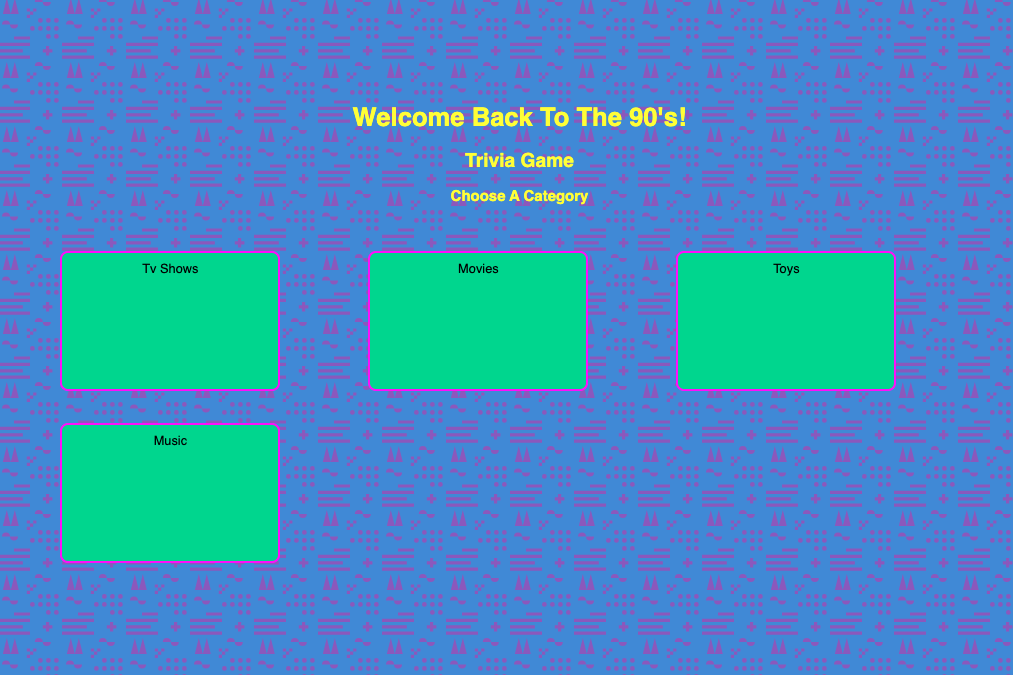 Welcome Back To The 90's!
Trivia Game
Choose A Category
Tv Shows
Movies
Toys
Music